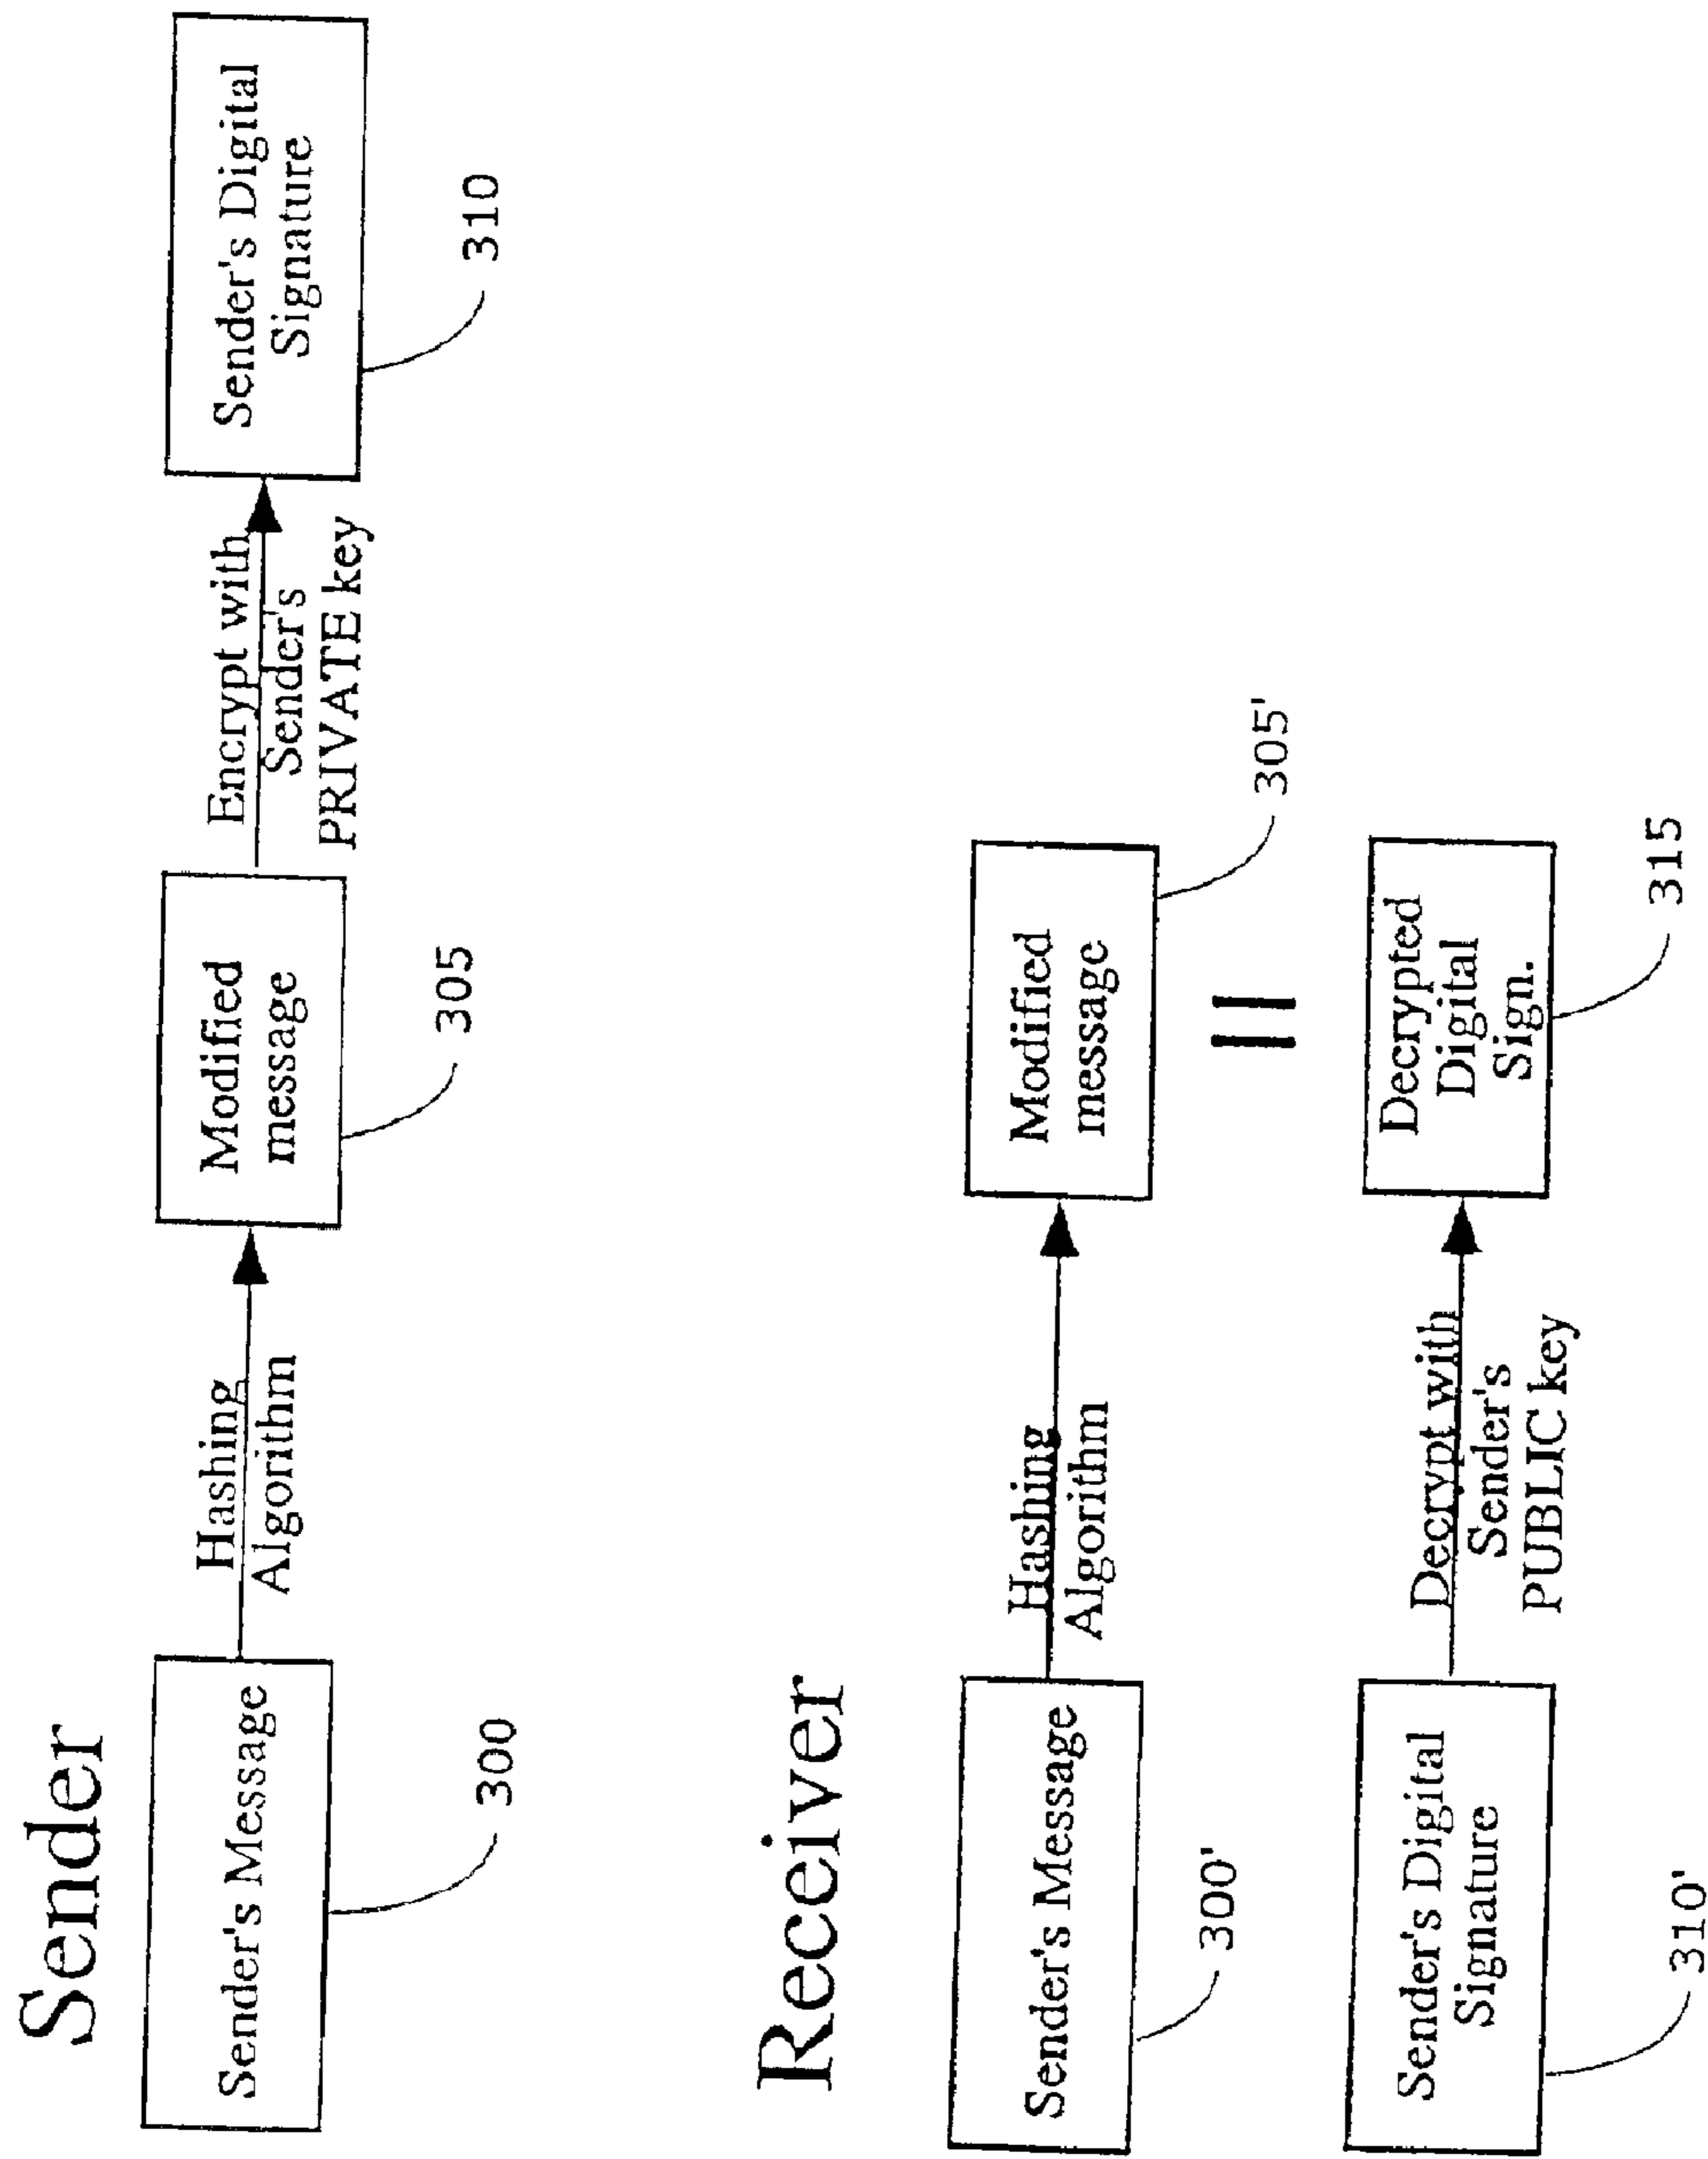 Sender
Sender's Message
300
Hashing
Algorithm
Modified
message
305
Encrypt with
Sender's
PRIVATE key
Sender's Digital
Signature
310
Receiver
Sender's Message
300'
Hashing
Algorithm
Modified
message
305'
=
Sender's Digital
Signature
310'
Decrypt with
Sender's
PUBLIC key
Decrypted
Digital
Sign.
315